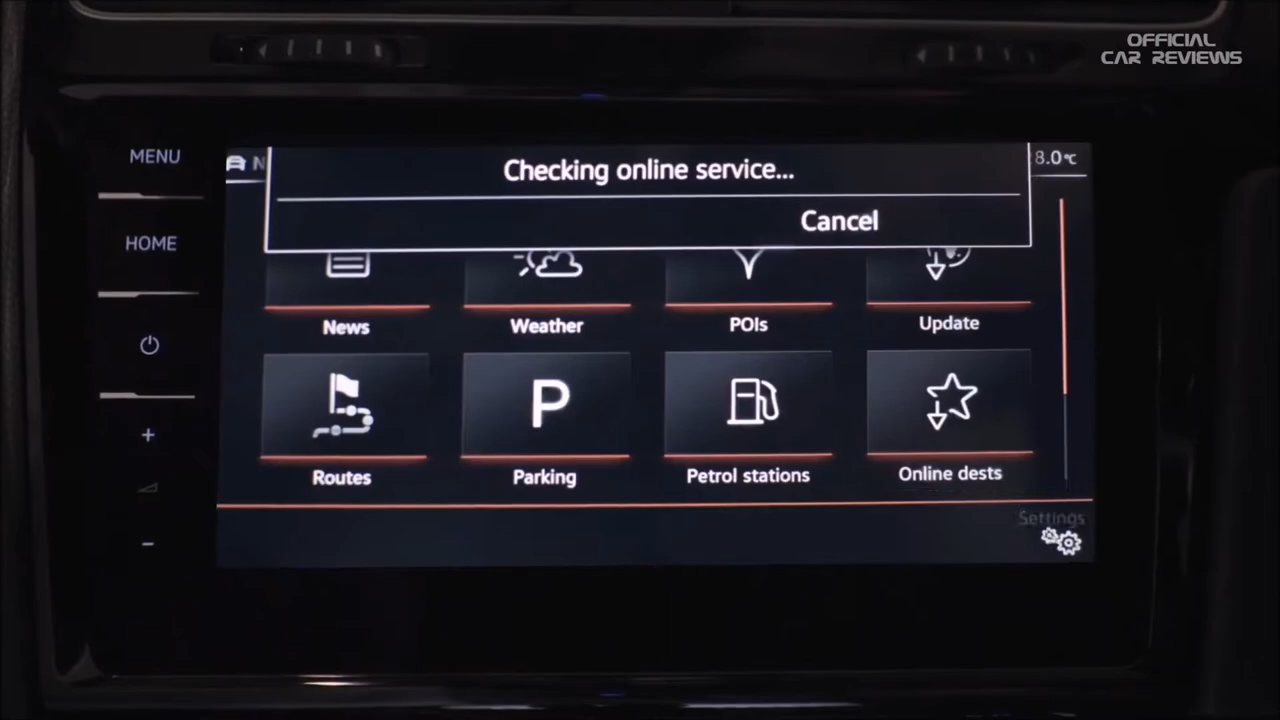 OFFICIAL
CAR REVIEWS
MENU
HOME
Checking online service...
Cancel
8.0°C
News
Weather
POIs
Update
P
Routes
Parking
Petrol stations
Online dests
Settings